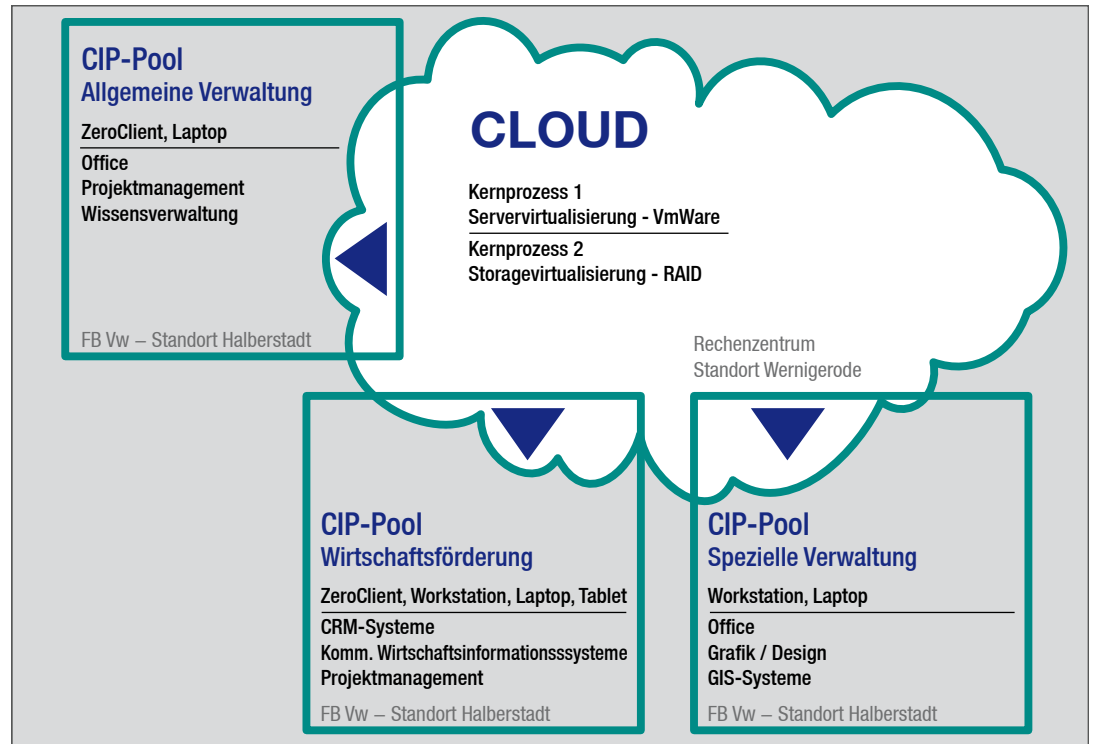 CIP-Pool
Allgemeine Verwaltung
ZeroClient, Laptop
Office
Projektmanagement
Wissensverwaltung
FB Vw – Standort Halberstadt
CLOUD
Kernprozess 1
Servervirtualisierung - VmWare
Kernprozess 2
Storagevirtualisierung - RAID
Rechenzentrum
Standort Wernigerode
CIP-Pool
Wirtschaftsförderung
ZeroClient, Workstation, Laptop, Tablet
CRM-Systeme
Komm. Wirtschaftsinformationsssysteme
Projektmanagement
FB Vw – Standort Halberstadt
CIP-Pool
Spezielle Verwaltung
Workstation, Laptop
Office
Grafik / Design
GIS-Systeme
FB Vw – Standort Halberstadt